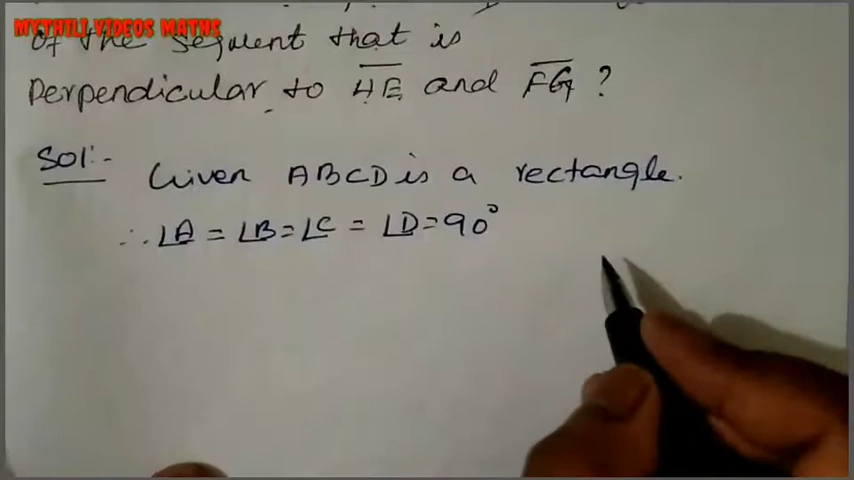 MYTHILI VIDEOS MATHS
of the segment that is
Perpendicular to HE and FG ?
Sol:- Given ABCD is a rectangle.
∴ ∠A = ∠B = ∠C = ∠D = 90°